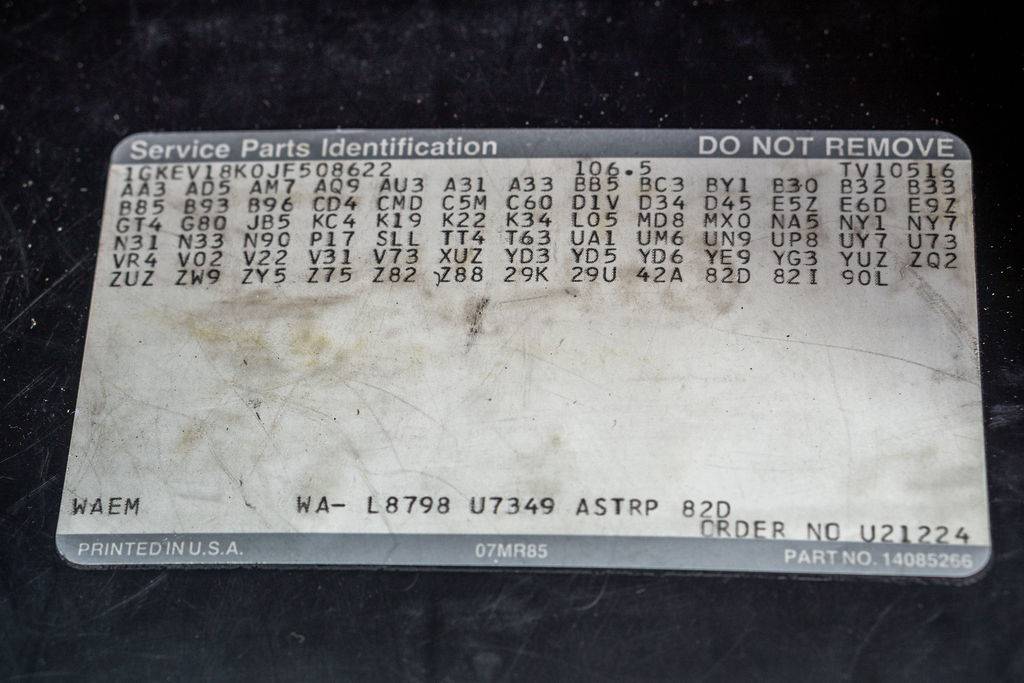 Service Parts Identification DO NOT REMOVE
1GKEV18K0JF508622 106.5 TV10516
AA3 AD5 AM7 AQ9 AU3 A31 A33 BB5 BC3 BY1 B30 B32 B33
B85 B93 B96 CD4 CMD C5M C60 D1V D34 D45 E5Z E6D E9Z
GT4 G80 JB5 KC4 K19 K22 K34 L05 MD8 MX0 NA5 NY1 NY7
N31 N33 N90 P17 SLL TT4 T63 UA1 UM6 UN9 UP8 UY7 U73
VR4 V02 V22 V31 V73 XUZ YD3 YD5 YD6 YE9 YG3 YUZ ZQ2
ZUZ ZW9 ZY5 Z75 Z82 Z88 29K 29U 42A 82D 82I 90L
WAEM WA- L8798 U7349 ASTRP 82D
ORDER NO U21224
PRINTED IN U.S.A. 07MR85 PART NO. 14085266